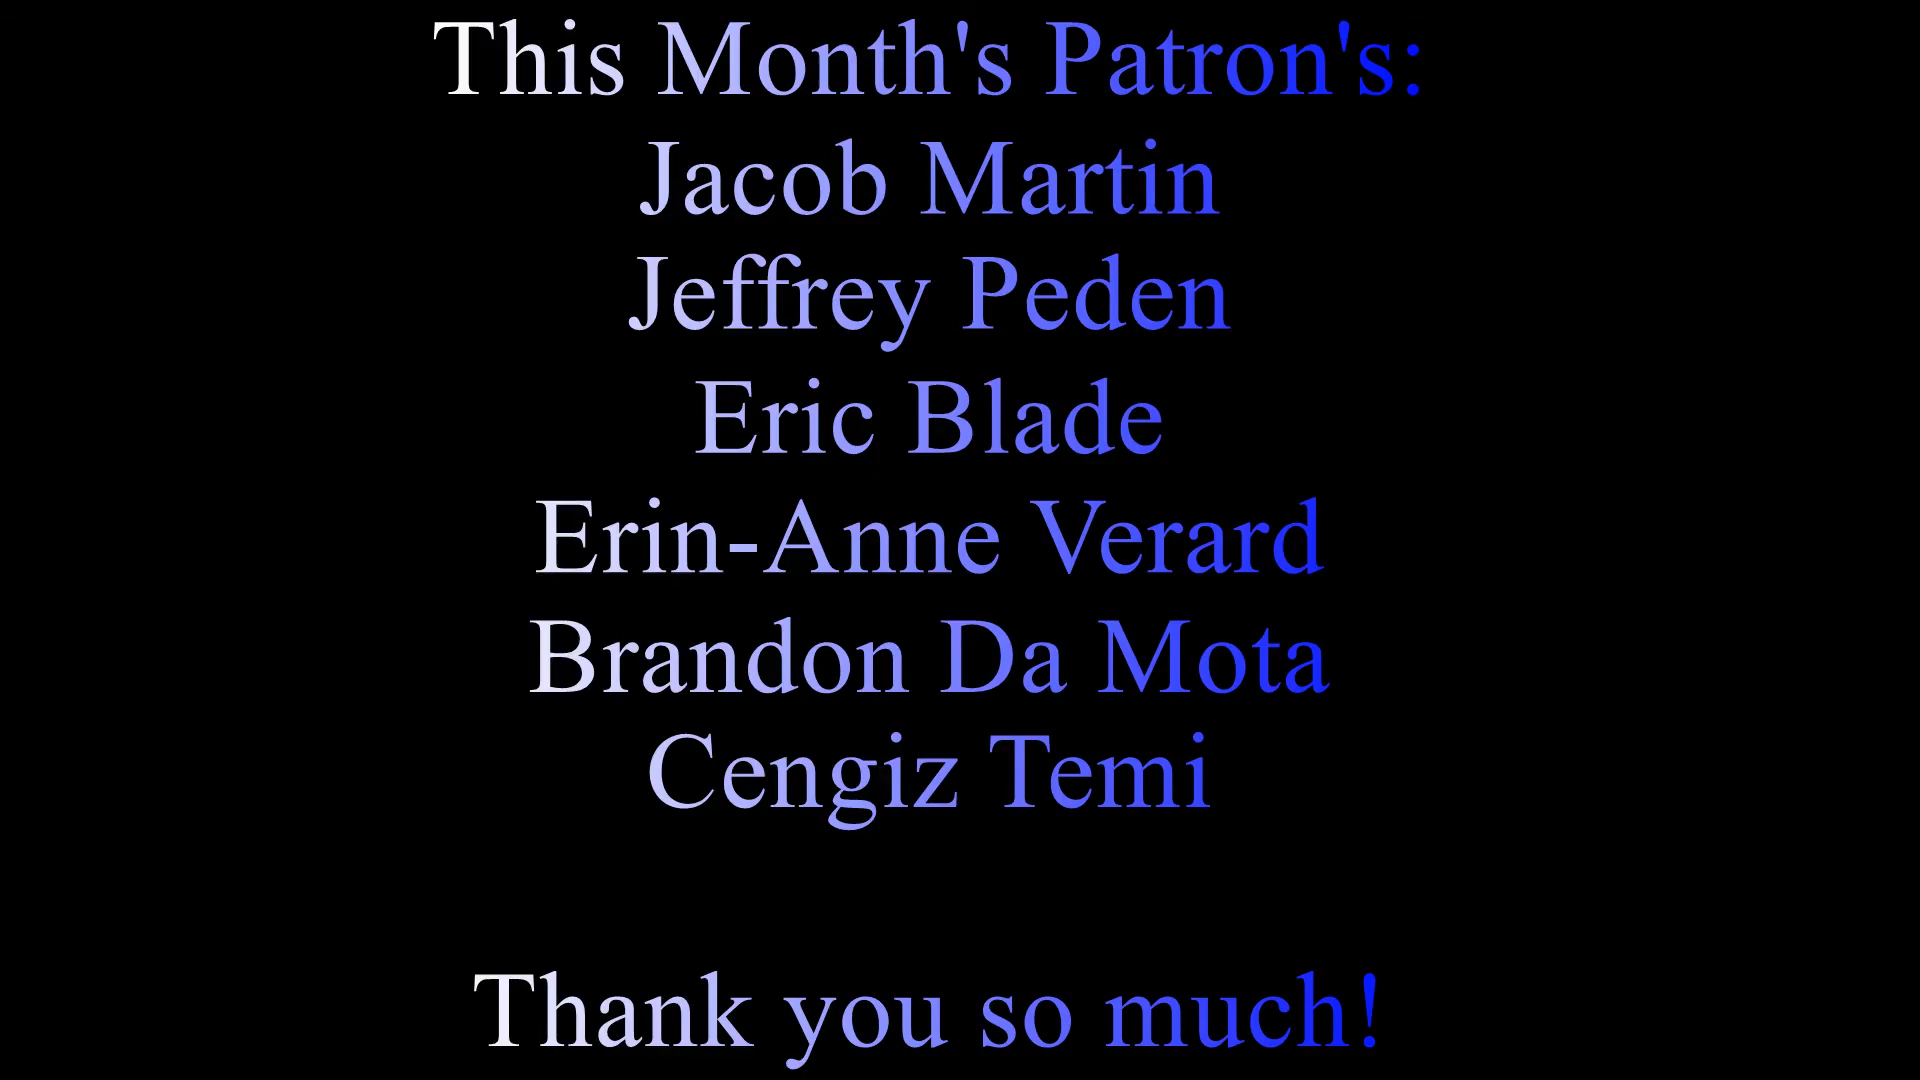 This Month's Patron's:
Jacob Martin
Jeffrey Peden
Eric Blade
Erin-Anne Verard
Brandon Da Mota
Cengiz Temi
Thank you so much!